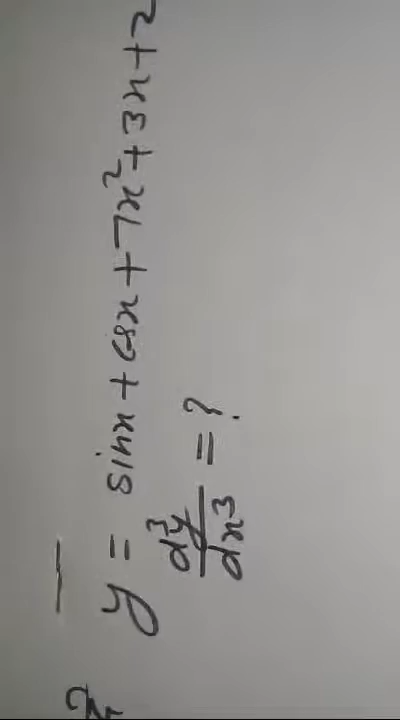 y = sinx + cosx + 7x² + 3x + 2
d³y/dx³ = ?